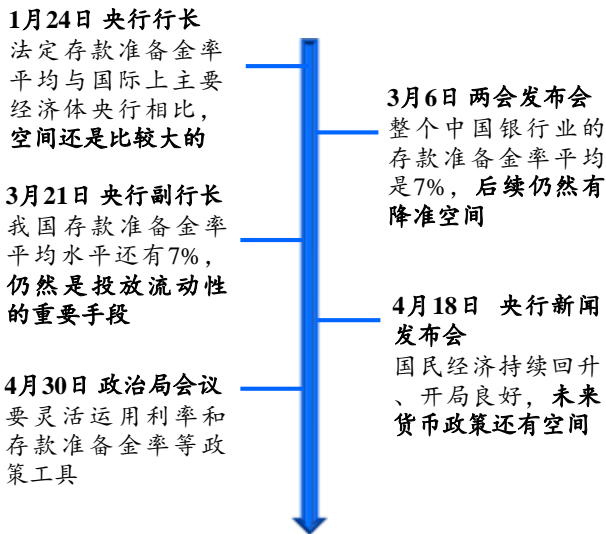 1月24日 央行行长
法定存款准备金率
平均与国际上主要
经济体央行相比，
空间还是比较大的
3月6日 两会发布会
整个中国银行业的
存款准备金率平均
是7%，后续仍然有
降准空间
3月21日 央行副行长
我国存款准备金率
平均水平还有7%，
仍然是投放流动性
的重要手段
4月18日 央行新闻
发布会
国民经济持续回升
、开局良好，未来
货币政策还有空间
4月30日 政治局会议
要灵活运用利率和
存款准备金率等政
策工具